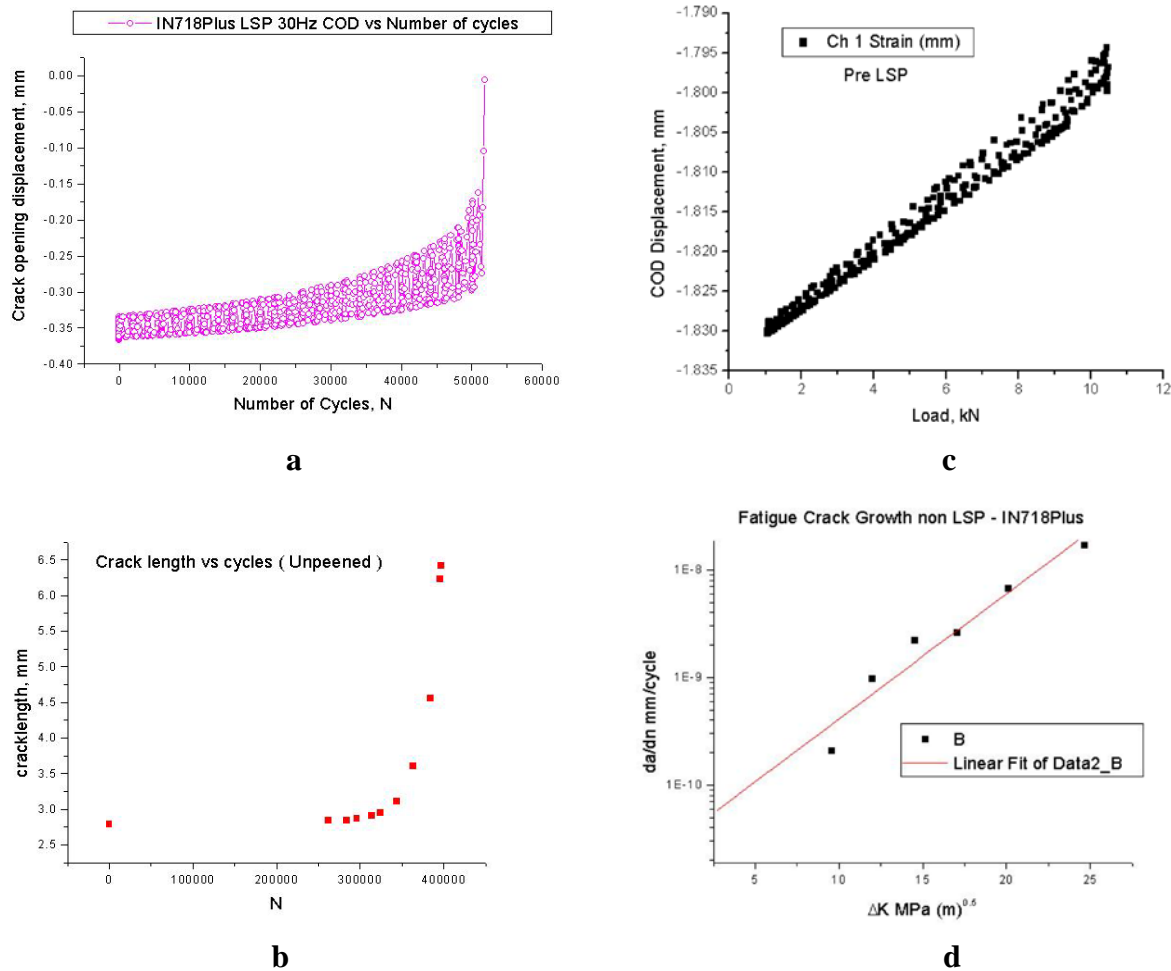 IN718Plus LSP 30Hz COD vs Number of cycles
0.00
-0.05
-0.10
-0.15
-0.20
-0.25
-0.30
-0.35
-0.40
Crack opening displacement, mm
0 10000 20000 30000 40000 50000 60000
Number of Cycles, N
a
Ch 1 Strain (mm)
Pre LSP
-1.790
-1.795
-1.800
-1.805
-1.810
-1.815
-1.820
-1.825
-1.830
-1.835
COD Displacement, mm
0 2 4 6 8 10 12
Load, kN
c
Crack length vs cycles ( Unpeened )
6.5
6.0
5.5
5.0
4.5
4.0
3.5
3.0
2.5
cracklength, mm
0 100000 200000 300000 400000
N
b
Fatigue Crack Growth non LSP - IN718Plus
1E-8
1E-9
1E-10
da/dn mm/cycle
B
Linear Fit of Data2_B
5 10 15 20 25
ΔK MPa (m)^0.5
d